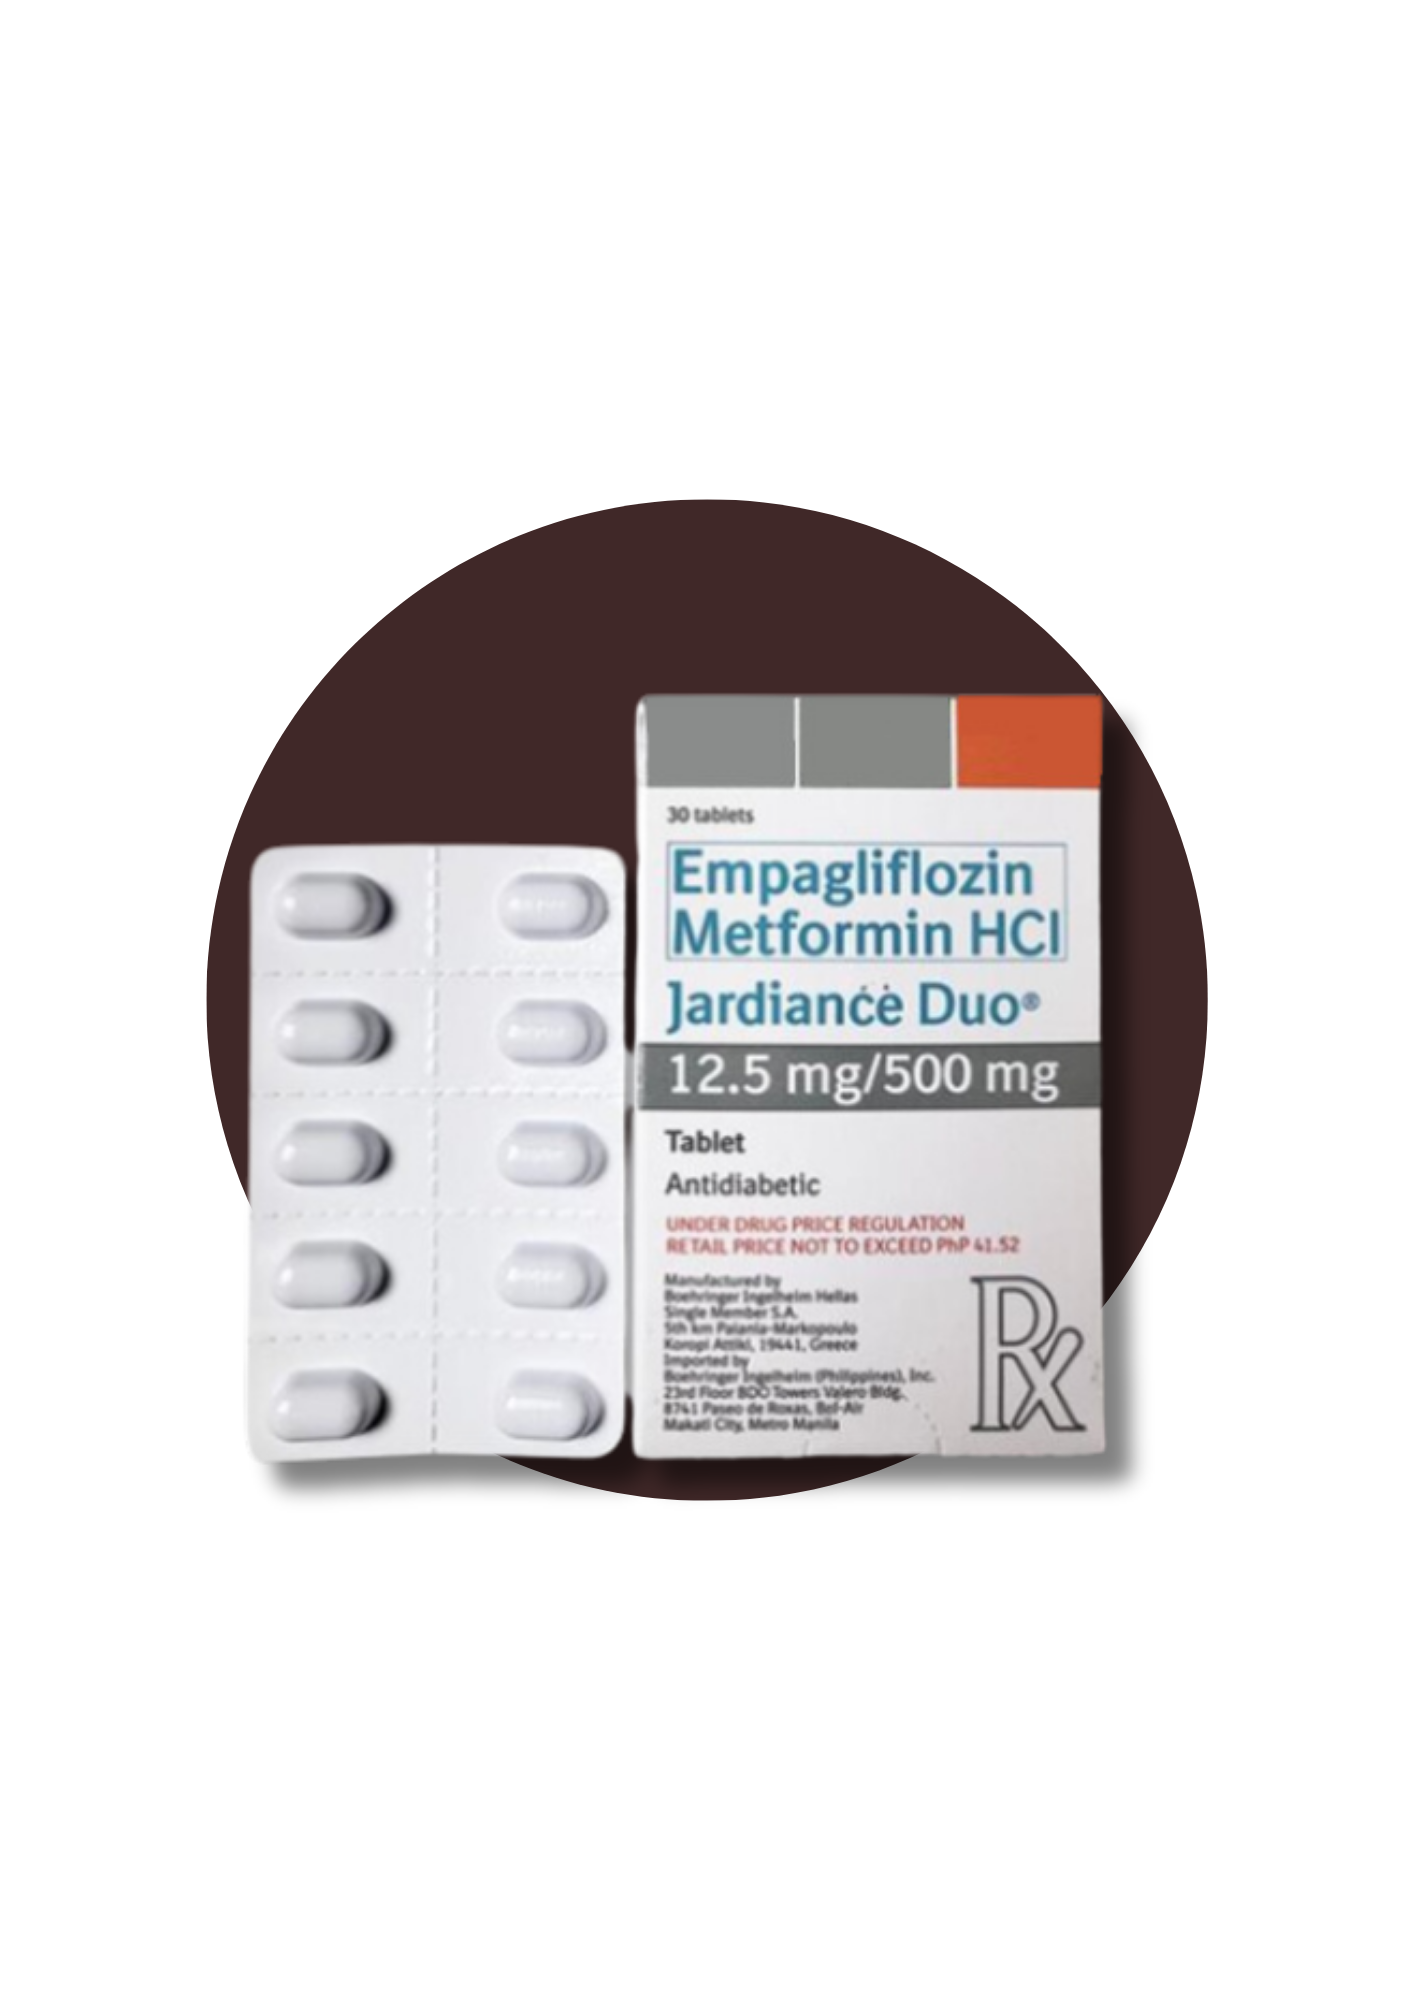 30 tablets
Empagliflozin
Metformin HCl
Jardiance Duo®
12.5 mg/500 mg
Tablet
Antidiabetic
UNDER DRUG PRICE REGULATION
RETAIL PRICE NOT TO EXCEED PhP 41.52
Manufactured by
Boehringer Ingelheim Hellas
Single Member S.A.
5th km Paiania-Markopoulo
Koropi Attiki, 19441, Greece
Imported by
Boehringer Ingelheim (Philippines), Inc.
23rd Floor BDO Towers Valero Bldg.
8741 Paseo de Roxas, Bel-Air
Makati City, Metro Manila
Rx